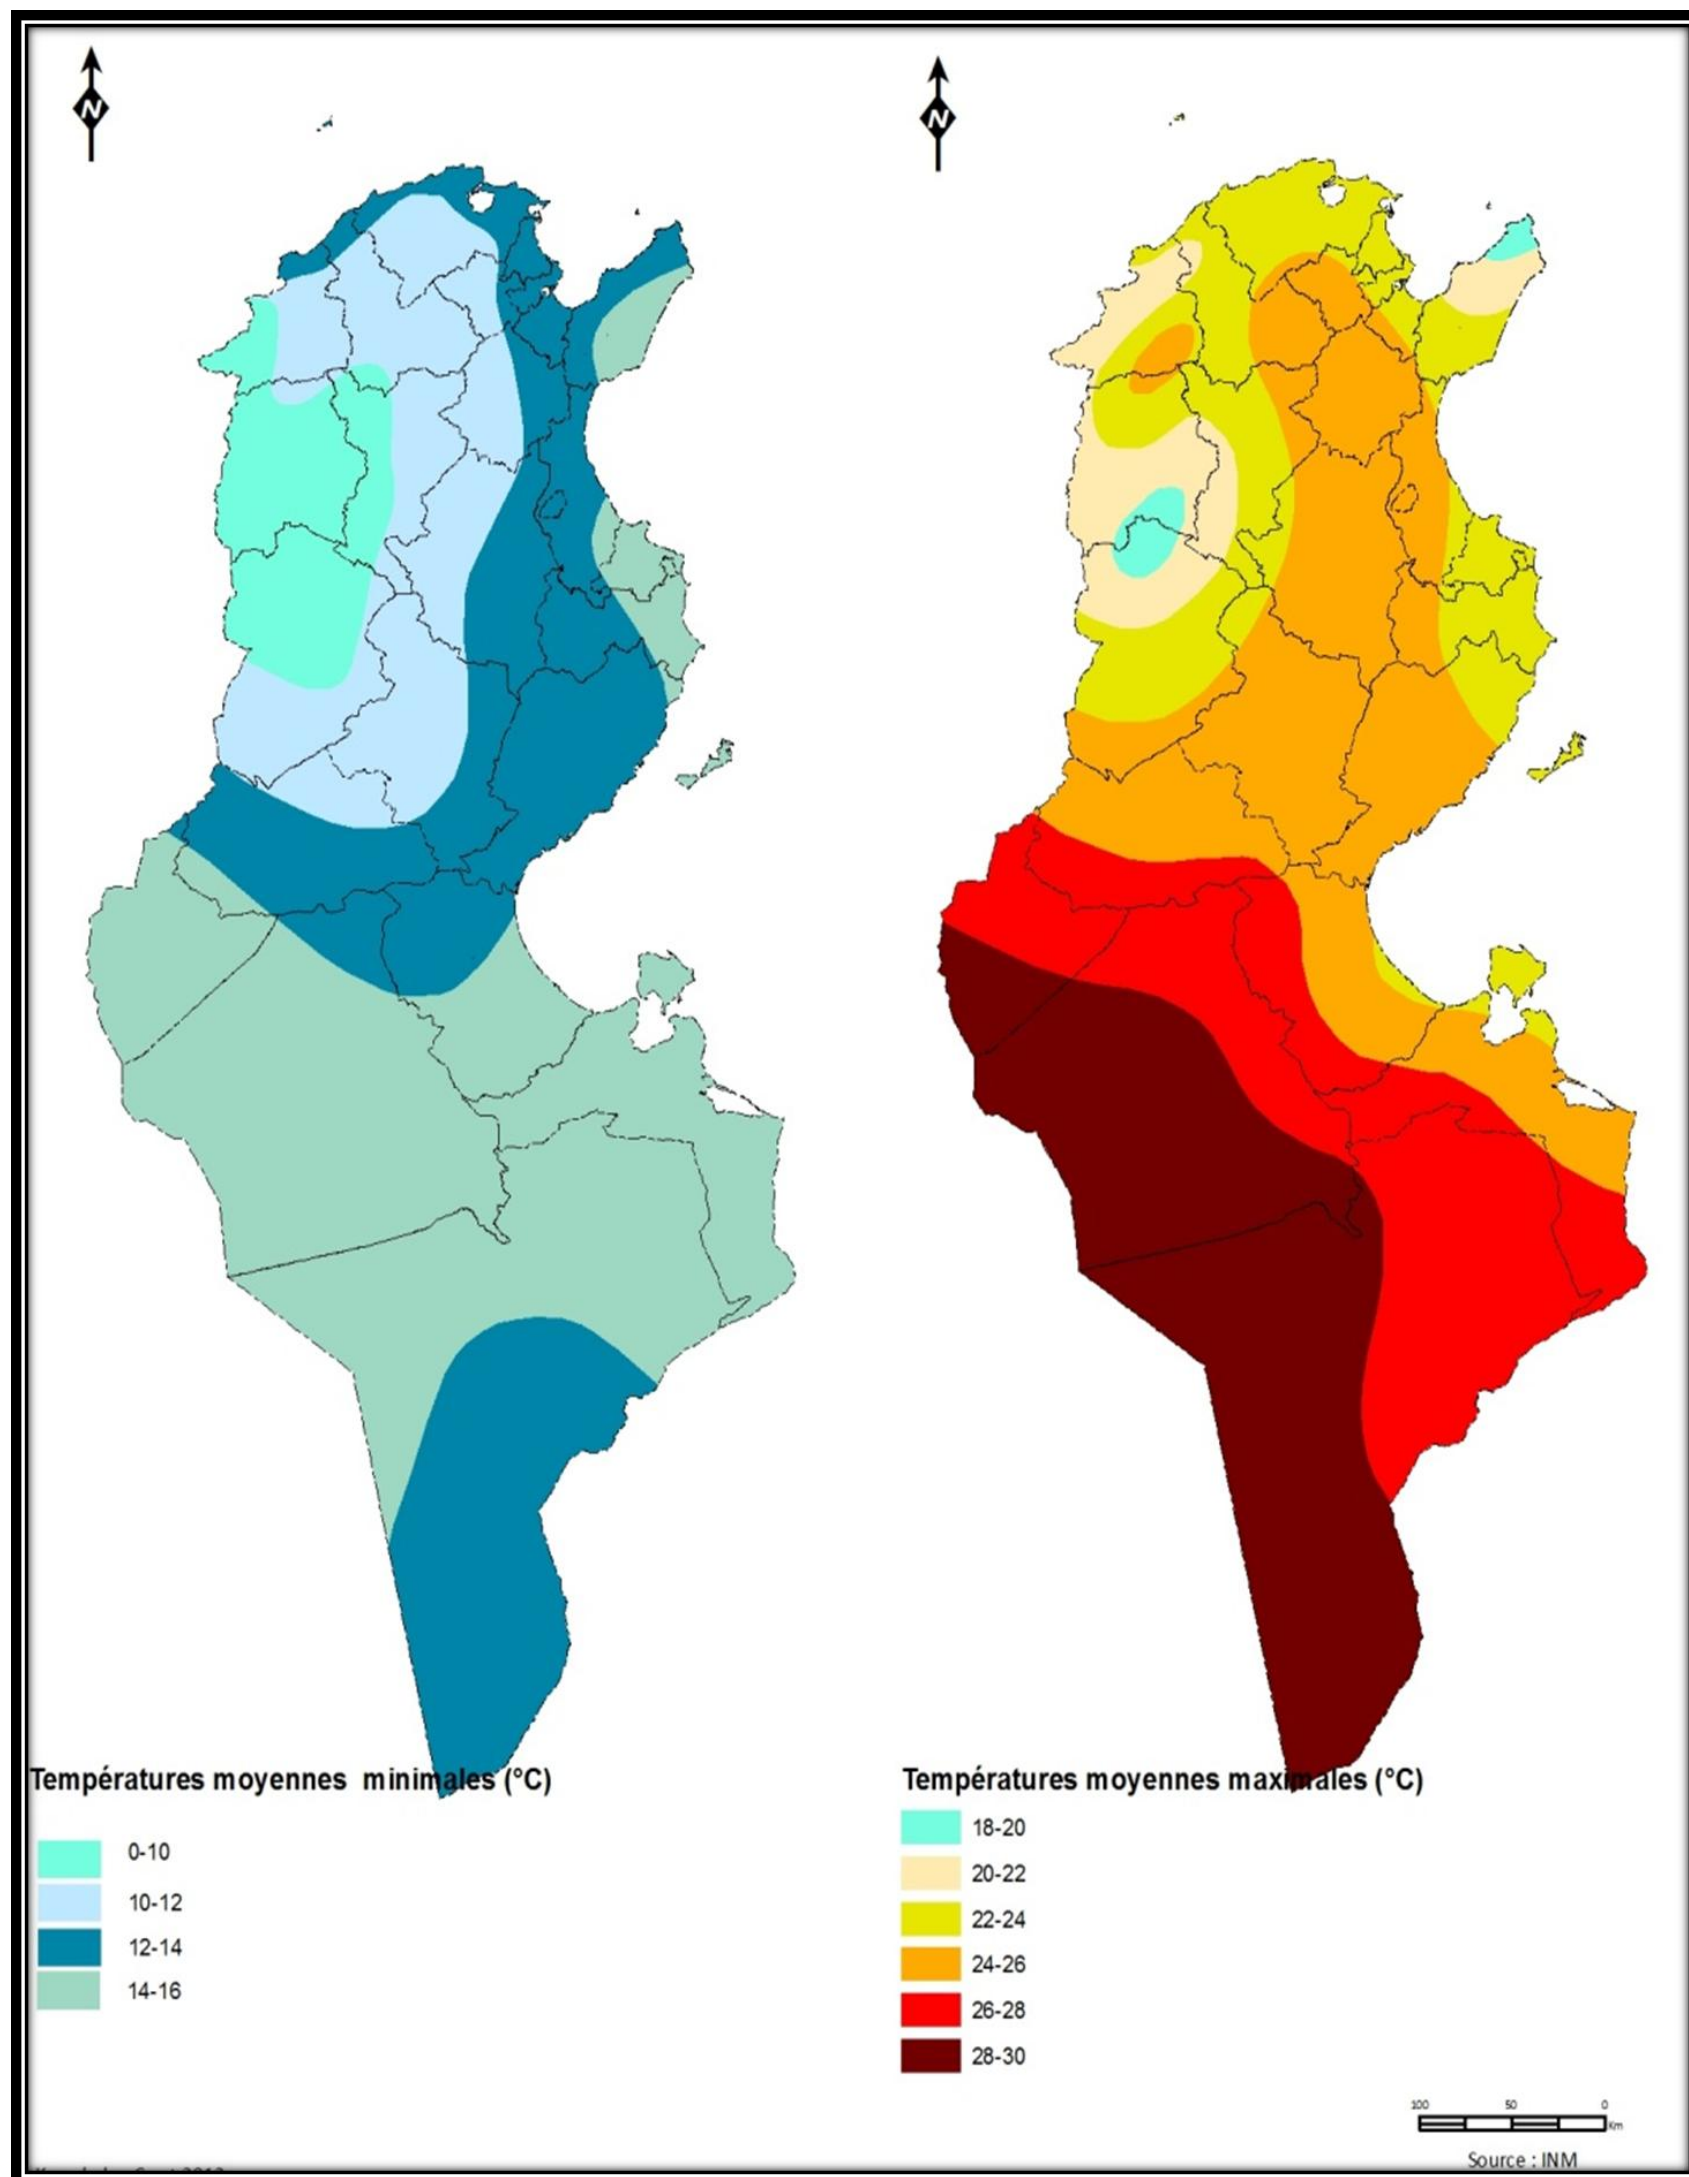 N
N
Températures moyennes minimales (°C)
0-10
10-12
12-14
14-16
Températures moyennes maximales (°C)
18-20
20-22
22-24
24-26
26-28
28-30
100 50 0
Km
Source : INM